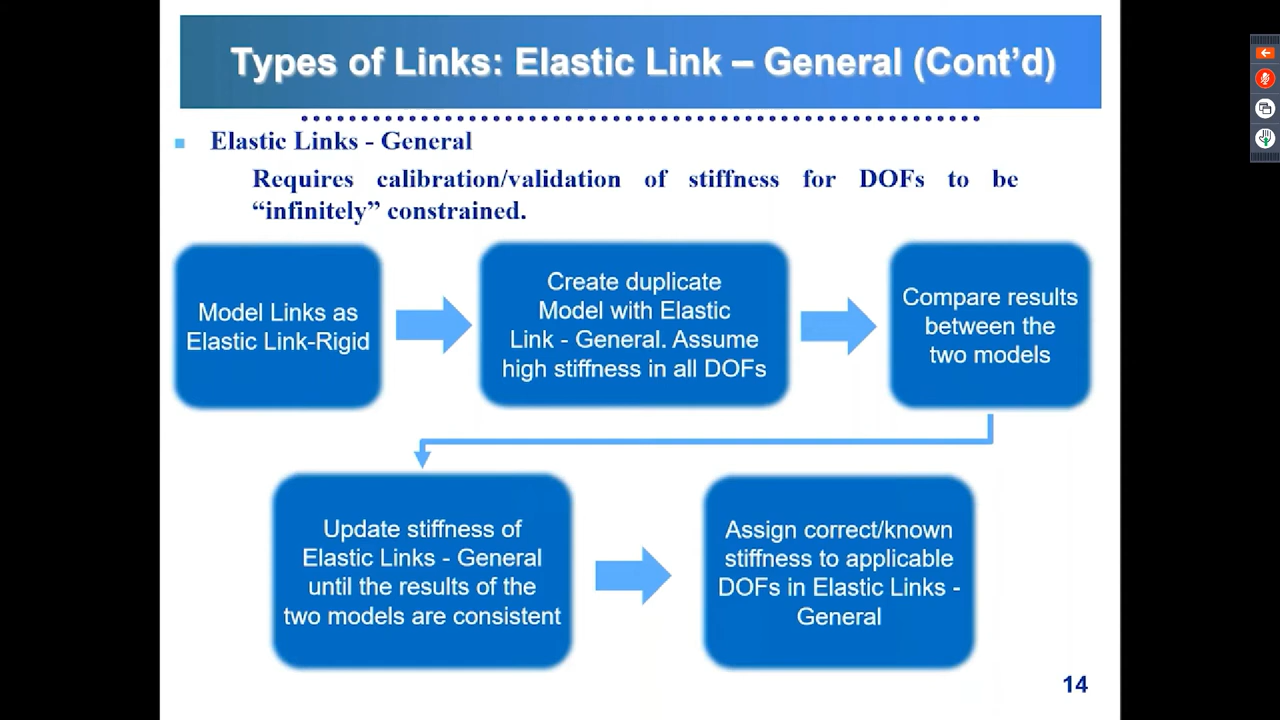 Types of Links: Elastic Link – General (Cont’d)
Elastic Links - General
Requires calibration/validation of stiffness for DOFs to be
“infinitely” constrained.
Model Links as
Elastic Link-Rigid
Create duplicate
Model with Elastic
Link - General. Assume
high stiffness in all DOFs
Compare results
between the
two models
Update stiffness of
Elastic Links - General
until the results of the
two models are consistent
Assign correct/known
stiffness to applicable
DOFs in Elastic Links -
General
14